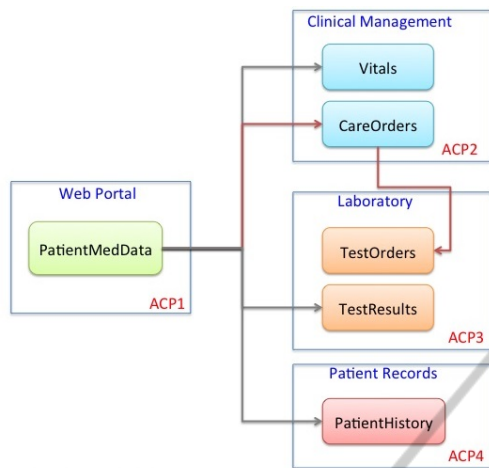 Clinical Management
Vitals
CareOrders
ACP2
Web Portal
PatientMedData
ACP1
Laboratory
TestOrders
TestResults
ACP3
Patient Records
PatientHistory
ACP4